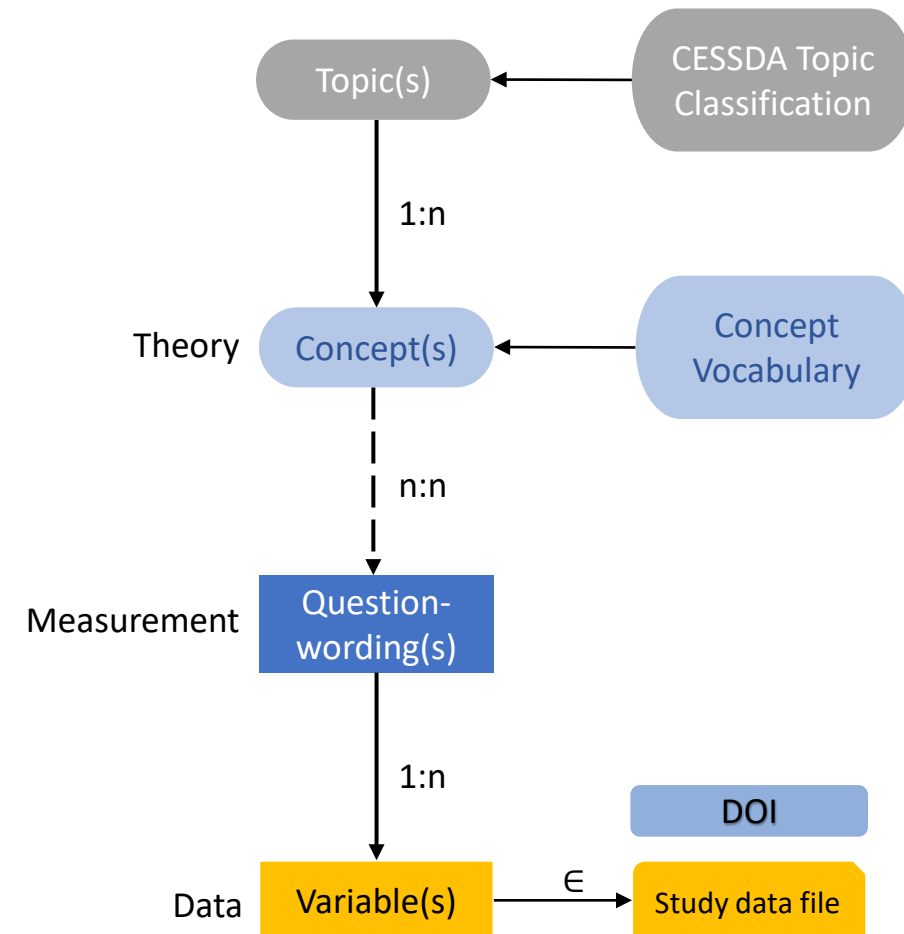 Topic(s)
CESSDA Topic
Classification
1:n
Theory
Concept(s)
Concept
Vocabulary
n:n
Measurement
Question-
wording(s)
1:n
DOI
Data
Variable(s)
∈
Study data file